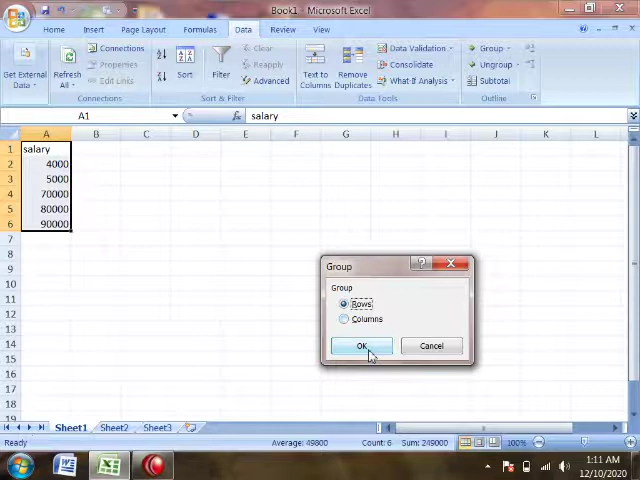 Book1 - Microsoft Excel
Home Insert Page Layout Formulas Data Review View
Get External Data
Refresh All
Connections
Properties
Edit Links
Connections
Sort
Filter
Clear
Reapply
Advanced
Sort & Filter
Text to Columns
Remove Duplicates
Data Validation
Consolidate
What-If Analysis
Data Tools
Group
Ungroup
Subtotal
Outline
A1 fx salary
A B C D E F G H I J K L
1 salary
2 4000
3 5000
4 70000
5 80000
6 90000
7
8
9
10
11
12
13
14
15
16
17
18
19
Group
Group
Rows
Columns
OK Cancel
Sheet1 Sheet2 Sheet3
Ready Average: 49800 Count: 6 Sum: 249000 100%
1:11 AM
12/10/2020